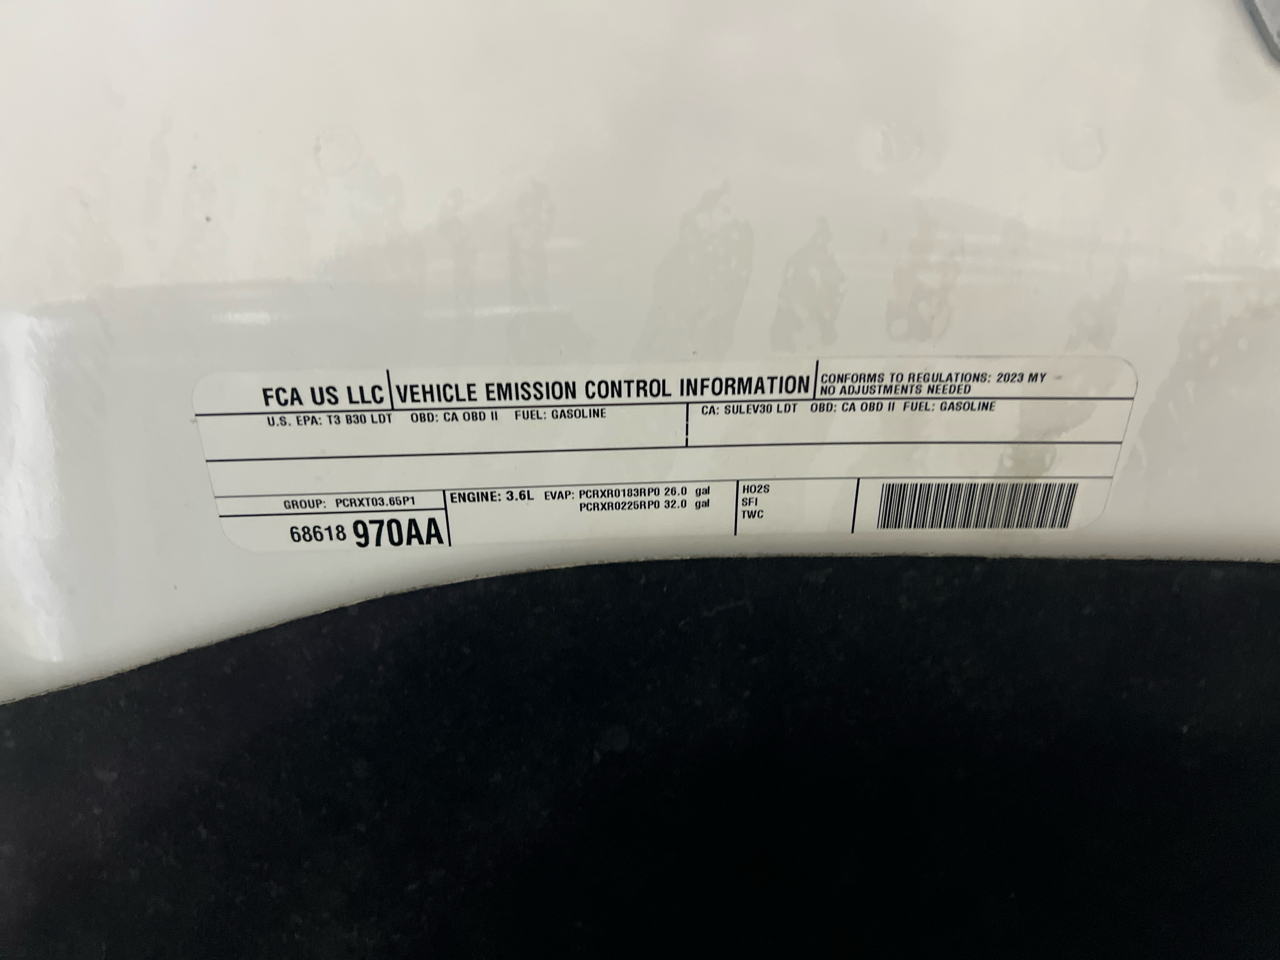 FCA US LLC VEHICLE EMISSION CONTROL INFORMATION
CONFORMS TO REGULATIONS: 2023 MY
NO ADJUSTMENTS NEEDED
U.S. EPA: T3 B30 LDT OBD: CA OBD II FUEL: GASOLINE
CA: SULEV30 LDT OBD: CA OBD II FUEL: GASOLINE
GROUP: PCRXT03.65P1
68618 970AA
ENGINE: 3.6L EVAP: PCRXR0183RP0 26.0 gal
PCRXR0225RP0 32.0 gal
HO2S
SFI
TWC